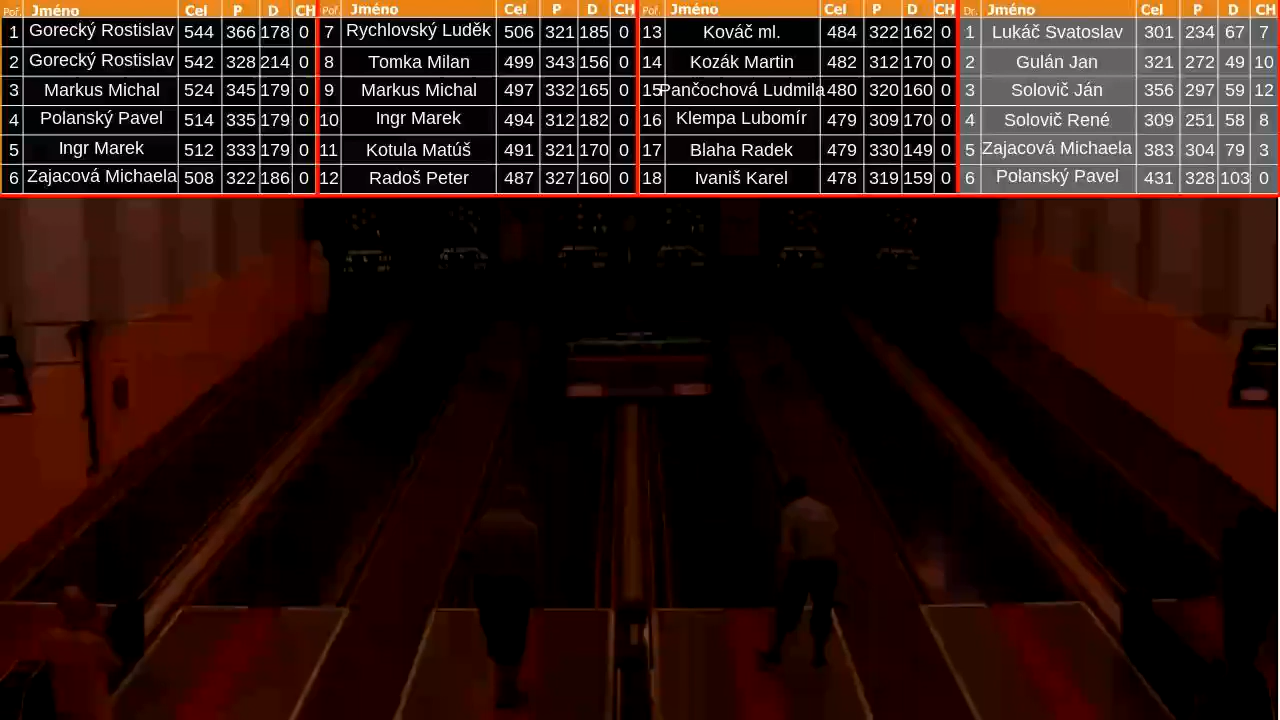 Poř. Jméno Cel P D CH
1 Gorecký Rostislav 544 366 178 0
2 Gorecký Rostislav 542 328 214 0
3 Markus Michal 524 345 179 0
4 Polanský Pavel 514 335 179 0
5 Ingr Marek 512 333 179 0
6 Zajacová Michaela 508 322 186 0
Poř. Jméno Cel P D CH
7 Rychlovský Luděk 506 321 185 0
8 Tomka Milan 499 343 156 0
9 Markus Michal 497 332 165 0
10 Ingr Marek 494 312 182 0
11 Kotula Matúš 491 321 170 0
12 Radoš Peter 487 327 160 0
Poř. Jméno Cel P D CH
13 Kováč ml. 484 322 162 0
14 Kozák Martin 482 312 170 0
15 Pančochová Ludmila 480 320 160 0
16 Klempa Lubomír 479 309 170 0
17 Blaha Radek 479 330 149 0
18 Ivaniš Karel 478 319 159 0
Dr. Jméno Cel P D CH
1 Lukáč Svatoslav 301 234 67 7
2 Gulán Jan 321 272 49 10
3 Solovič Ján 356 297 59 12
4 Solovič René 309 251 58 8
5 Zajacová Michaela 383 304 79 3
6 Polanský Pavel 431 328 103 0